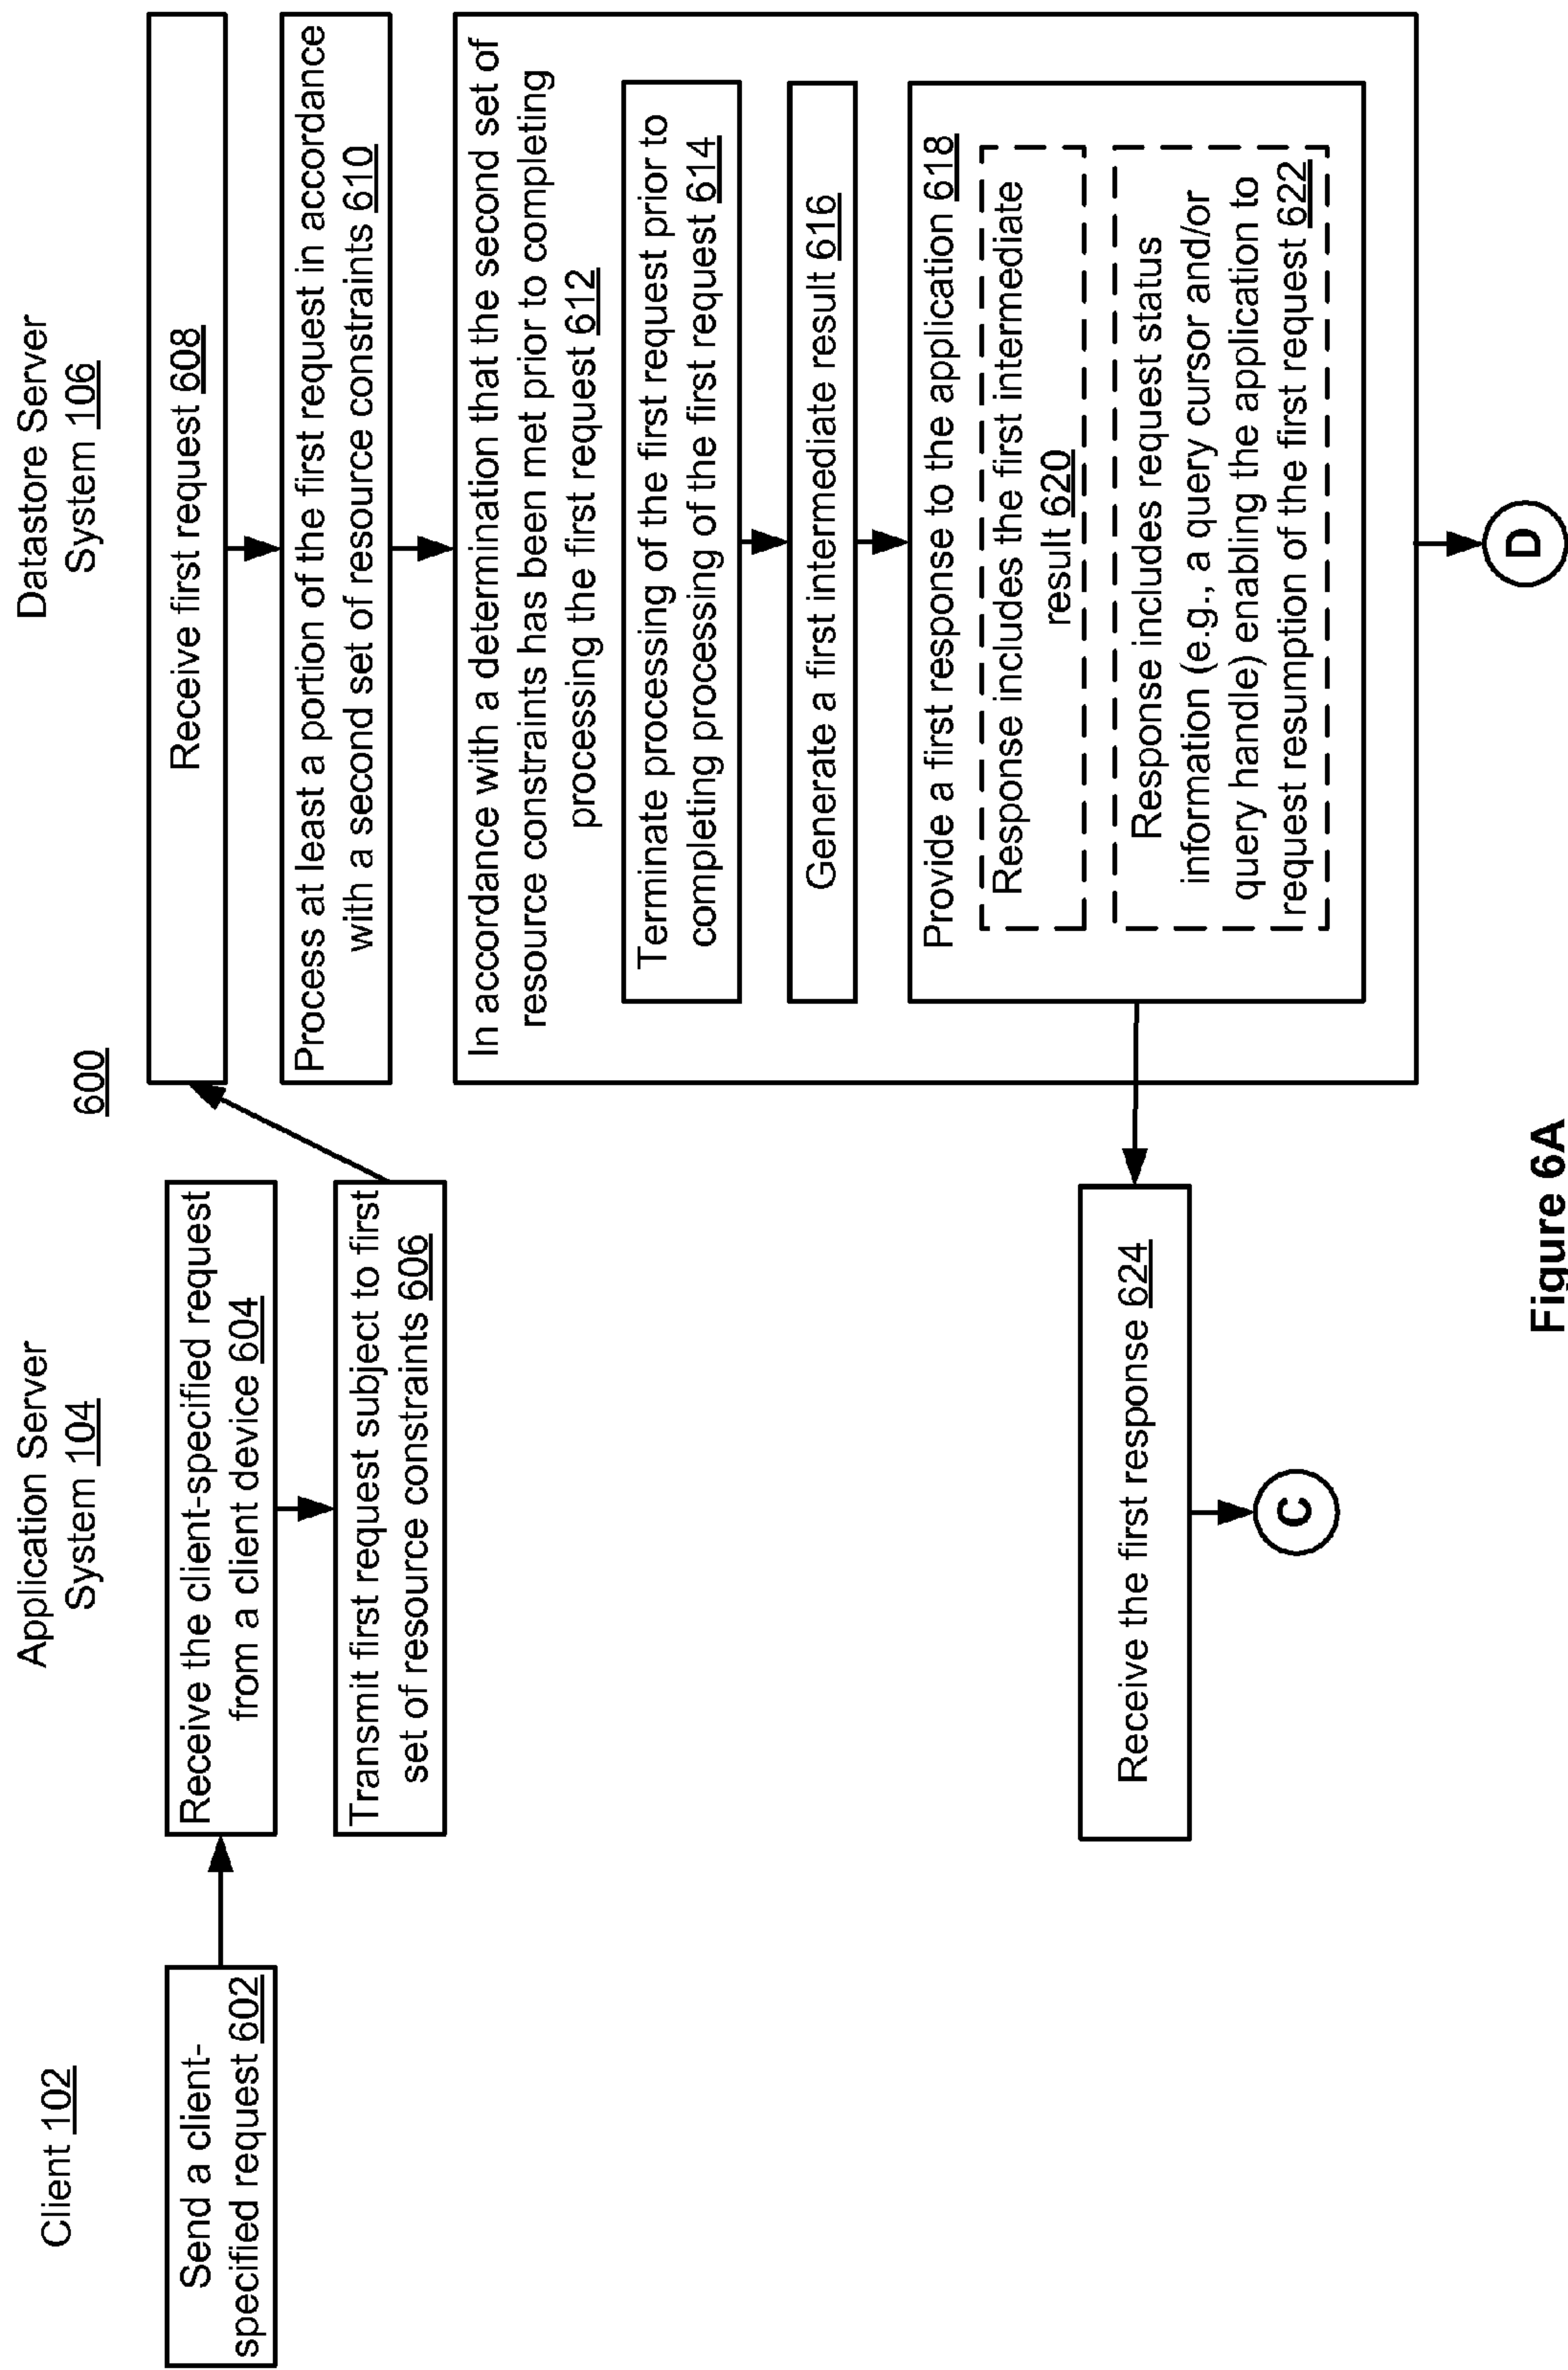 600
Client 102
Send a client-
specified request 602
Application Server
System 104
Receive the client-specified request
from a client device 604
Transmit first request subject to first
set of resource constraints 606
Receive the first response 624
C
Datastore Server
System 106
Receive first request 608
Process at least a portion of the first request in accordance
with a second set of resource constraints 610
In accordance with a determination that the second set of
resource constraints has been met prior to completing
processing the first request 612
Terminate processing of the first request prior to
completing processing of the first request 614
Generate a first intermediate result 616
Provide a first response to the application 618
Response includes the first intermediate
result 620
Response includes request status
information (e.g., a query cursor and/or
query handle) enabling the application to
request resumption of the first request 622
D
Figure 6A